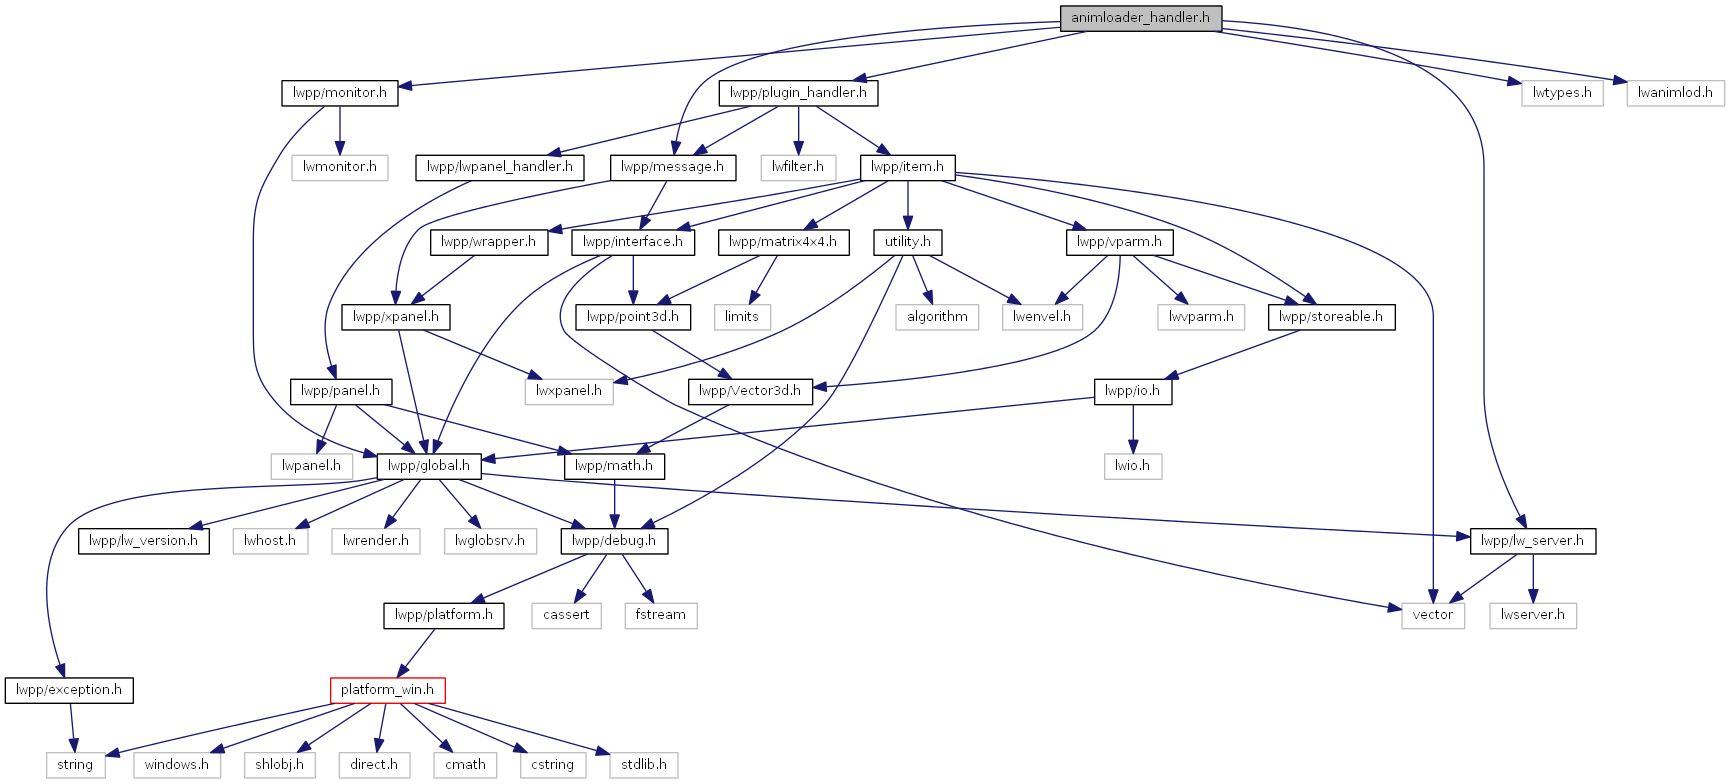 animloader_handler.h
lwpp/monitor.h
lwpp/plugin_handler.h
lwtypes.h
lwanimlod.h
lwmonitor.h
lwpp/lwpanel_handler.h
lwpp/message.h
lwfilter.h
lwpp/item.h
lwpp/wrapper.h
lwpp/interface.h
lwpp/matrix4x4.h
utility.h
lwpp/vparm.h
lwpp/xpanel.h
lwpp/point3d.h
limits
algorithm
lwenvel.h
lwvparm.h
lwpp/storeable.h
lwpp/panel.h
lwxpanel.h
lwpp/Vector3d.h
lwpp/io.h
lwpanel.h
lwpp/global.h
lwpp/math.h
lwio.h
lwpp/lw_version.h
lwhost.h
lwrender.h
lwglobsrv.h
lwpp/debug.h
lwpp/lw_server.h
lwpp/platform.h
cassert
fstream
vector
lwserver.h
lwpp/exception.h
platform_win.h
string
windows.h
shlobj.h
direct.h
cmath
cstring
stdlib.h